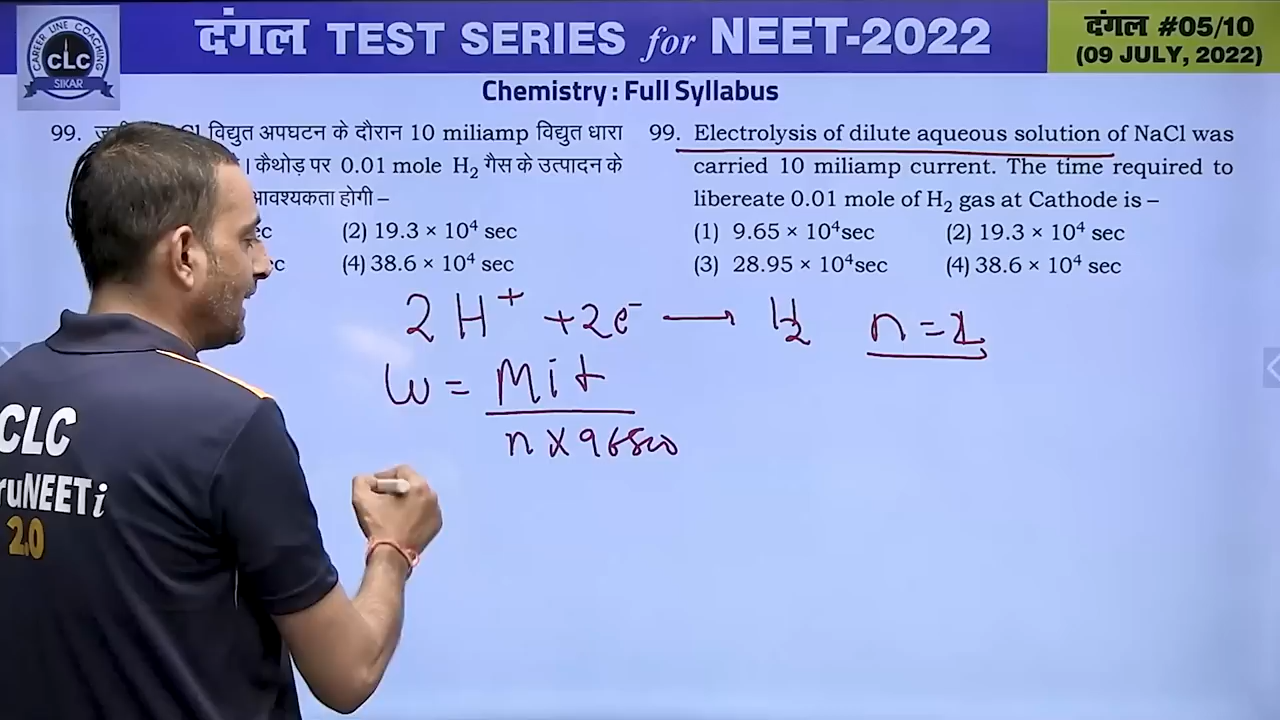 दंगल TEST SERIES for NEET-2022
दंगल #05/10
(09 JULY, 2022)
CAREER LINE COACHING
CLC
SIKAR
Chemistry : Full Syllabus
99. विद्युत अपघटन के दौरान 10 miliamp विद्युत धारा
। कैथोड़ पर 0.01 mole H₂ गैस के उत्पादन के
आवश्यकता होगी –
(2) 19.3 × 10⁴ sec
(4) 38.6 × 10⁴ sec
99. Electrolysis of dilute aqueous solution of NaCl was
carried 10 miliamp current. The time required to
libereate 0.01 mole of H₂ gas at Cathode is –
(1) 9.65 × 10⁴sec (2) 19.3 × 10⁴ sec
(3) 28.95 × 10⁴sec (4) 38.6 × 10⁴ sec
2H⁺ + 2e⁻ ⟶ H₂ n =
W = Mit
n × 96500
CLC
ruNEETi
2.0